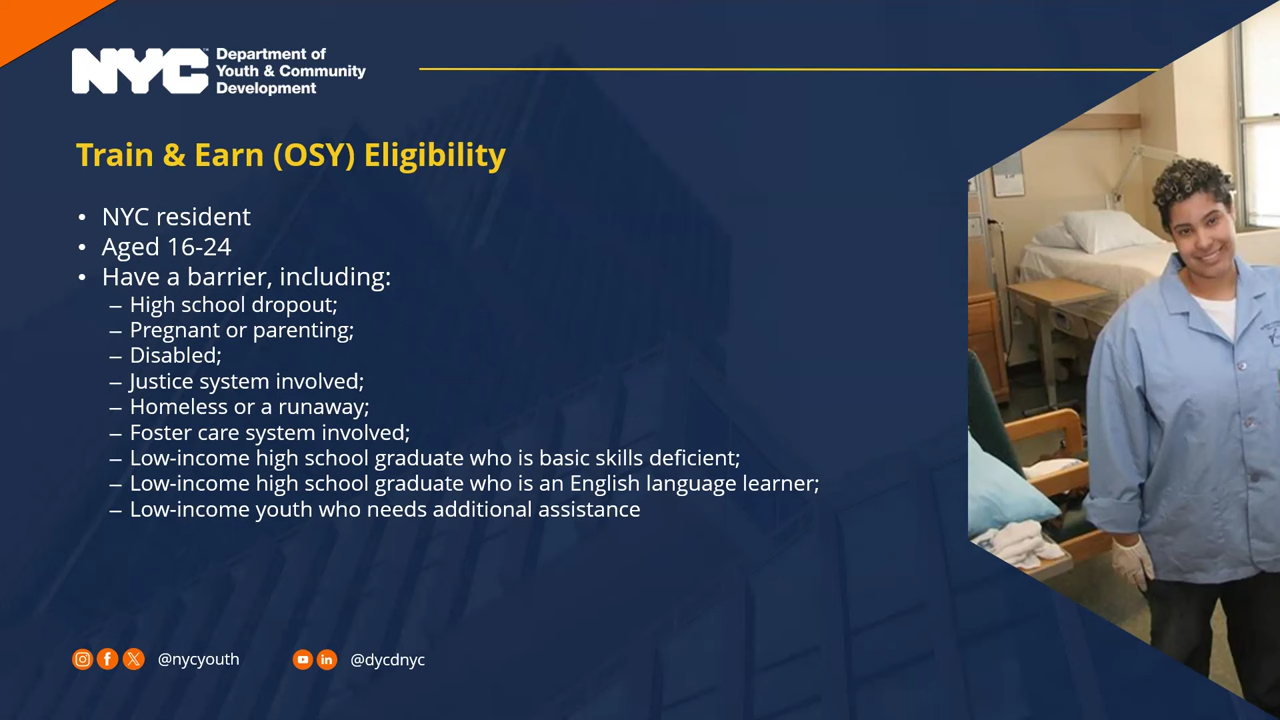 NYC
Department of
Youth & Community
Development
Train & Earn (OSY) Eligibility
• NYC resident
• Aged 16-24
• Have a barrier, including:
– High school dropout;
– Pregnant or parenting;
– Disabled;
– Justice system involved;
– Homeless or a runaway;
– Foster care system involved;
– Low-income high school graduate who is basic skills deficient;
– Low-income high school graduate who is an English language learner;
– Low-income youth who needs additional assistance
@nycyouth
@dycdnyc